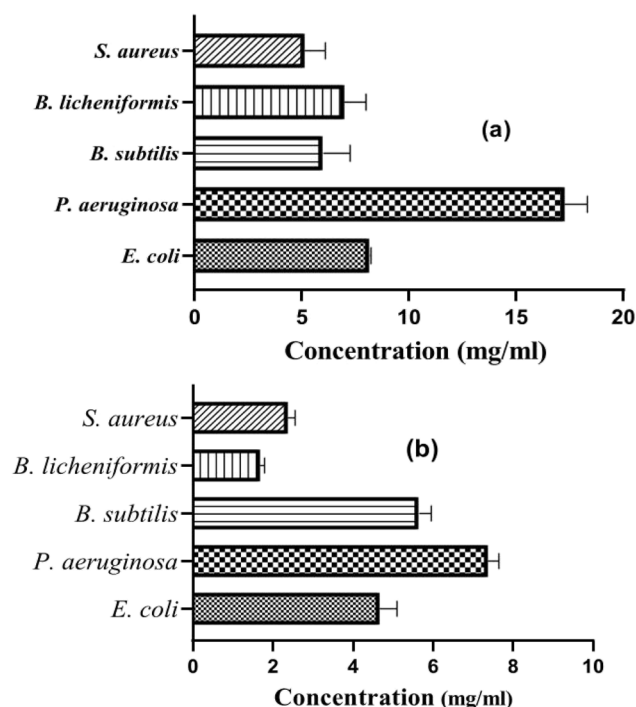 S. aureus
B. licheniformis
(a)
B. subtilis
P. aeruginosa
E. coli
0 5 10 15 20
Concentration (mg/ml)
S. aureus
(b)
B. licheniformis
B. subtilis
P. aeruginosa
E. coli
0 2 4 6 8 10
Concentration (mg/ml)